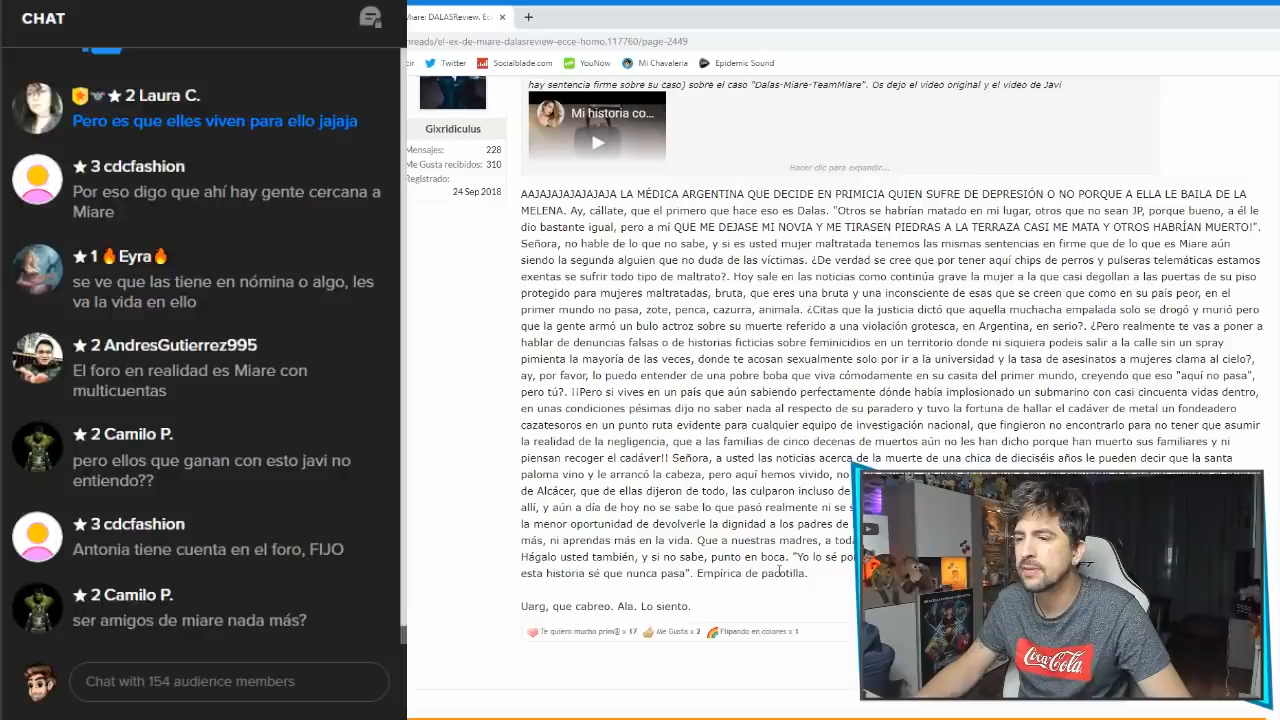 CHAT
2 Laura C.
Pero es que elles viven para ello jajaja
3 cdcfashion
Por eso digo que ahí hay gente cercana a
Miare
1 🔥Eyra🔥
se ve que las tiene en nómina o algo, les
va la vida en ello
2 AndresGutierrez995
El foro en realidad es Miare con
multicuentas
2 Camilo P.
pero ellos que ganan con esto javi no
entiendo??
3 cdcfashion
Antonia tiene cuenta en el foro, FIJO
2 Camilo P.
ser amigos de miare nada más?
Chat with 154 audience members
Miare: DALASReview. Ecc
reads/el-ex-de-miare-dalasreview-ecce-homo.117760/page-2449
Twitter Socialblade.com YouNow Mi Chavaleria Epidemic Sound
hay sentencia firme sobre su caso) sobre el caso "Dalas-Miare-TeamMiare". Os dejo el video original y el video de Javi
Mi historia co...
Hacer clic para expandir...
Gixridiculus
Mensajes: 228
Me Gusta recibidos: 310
Registrado:
24 Sep 2018
AAJAJAJAJAJAJA LA MÉDICA ARGENTINA QUE DECIDE EN PRIMICIA QUIEN SUFRE DE DEPRESIÓN O NO PORQUE A ELLA LE BAILA DE LA
MELENA. Ay, cállate, que el primero que hace eso es Dalas. "Otros se habrían matado en mi lugar, otros que no sean JP, porque bueno, a él le
dio bastante igual, pero a mí QUE ME DEJASE MI NOVIA Y ME TIRASEN PIEDRAS A LA TERRAZA CASI ME MATA Y OTROS HABRÍAN MUERTO!".
Señora, no hable de lo que no sabe, y si es usted mujer maltratada tenemos las mismas sentencias en firme que de lo que es Miare aún
siendo la segunda alguien que no duda de las víctimas. ¿De verdad se cree que por tener aquí chips de perros y pulseras telemáticas estamos
exentas se sufrir todo tipo de maltrato?. Hoy sale en las noticias como continúa grave la mujer a la que casi degollan a las puertas de su piso
protegido para mujeres maltratadas, bruta, que eres una bruta y una inconsciente de esas que se creen que como en su país peor, en el
primer mundo no pasa, zote, penca, cazurra, animala. ¿Citas que la justicia dictó que aquella muchacha empalada solo se drogó y murió pero
que la gente armó un bulo actroz sobre su muerte referido a una violación grotesca, en Argentina, en serio?. ¿Pero realmente te vas a poner a
hablar de denuncias falsas o de historias ficticias sobre feminicidios en un territorio donde ni siquiera podeis salir a la calle sin un spray
pimienta la mayoría de las veces, donde te acosan sexualmente solo por ir a la universidad y la tasa de asesinatos a mujeres clama al cielo?,
ay, por favor, lo puedo entender de una pobre boba que viva cómodamente en su casita del primer mundo, creyendo que eso "aquí no pasa",
pero tú?. ¡¡Pero si vives en un país que aún sabiendo perfectamente dónde había implosionado un submarino con casi cincuenta vidas dentro,
en unas condiciones pésimas dijo no saber nada al respecto de su paradero y tuvo la fortuna de hallar el cadáver de metal un fondeadero
cazatesoros en un punto ruta evidente para cualquier equipo de investigación nacional, que fingieron no encontrarlo para no tener que asumir
la realidad de la negligencia, que a las familias de cinco decenas de muertos aún no les han dicho porque han muerto sus familiares y ni
piensan recoger el cadáver!! Señora, a usted las noticias acerca de la muerte de una chica de dieciséis años le pueden decir que la santa
paloma vino y le arrancó la cabeza, pero aquí hemos vivido, no
de Alcácer, que de ellas dijeron de todo, las culparon incluso de
allí, y aún a día de hoy no se sabe lo que pasó realmente ni se s
la menor oportunidad de devolverle la dignidad a los padres de
más, ni aprendas más en la vida. Que a nuestras madres, a toda
Hágalo usted también, y si no sabe, punto en boca. "Yo lo sé po
esta historia sé que nunca pasa". Empírica de pacotilla.
Uarg, que cabreo. Ala. Lo siento.
Te quiero mucho prim@ x 17 Me Gusta x 2 Flipando en colores x 1
Coca-Cola